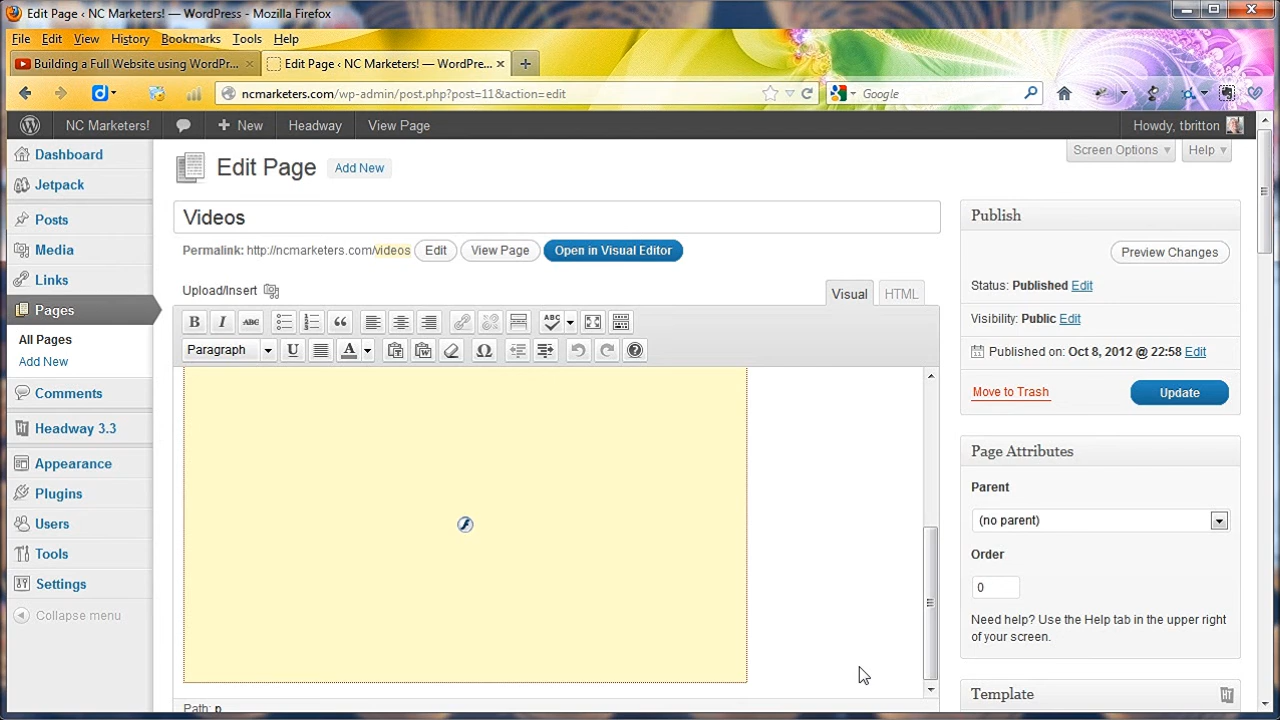 Edit Page ‹ NC Marketers! — WordPress - Mozilla Firefox
File Edit View History Bookmarks Tools Help
Building a Full Website using WordPr... × Edit Page ‹ NC Marketers! — WordPre... × +
ncmarketers.com/wp-admin/post.php?post=11&action=edit Google
NC Marketers! + New Headway View Page Howdy, tbritton
Screen Options Help
Dashboard
Jetpack
Posts
Media
Links
Pages
All Pages
Add New
Comments
Headway 3.3
Appearance
Plugins
Users
Tools
Settings
Collapse menu
Edit Page Add New
Videos
Permalink: http://ncmarketers.com/videos Edit View Page Open in Visual Editor
Upload/Insert Visual HTML
B I ABC ABC
Paragraph U A Ω
Path: p
Publish
Preview Changes
Status: Published Edit
Visibility: Public Edit
Published on: Oct 8, 2012 @ 22:58 Edit
Move to Trash Update
Page Attributes
Parent
(no parent)
Order
0
Need help? Use the Help tab in the upper right
of your screen.
Template